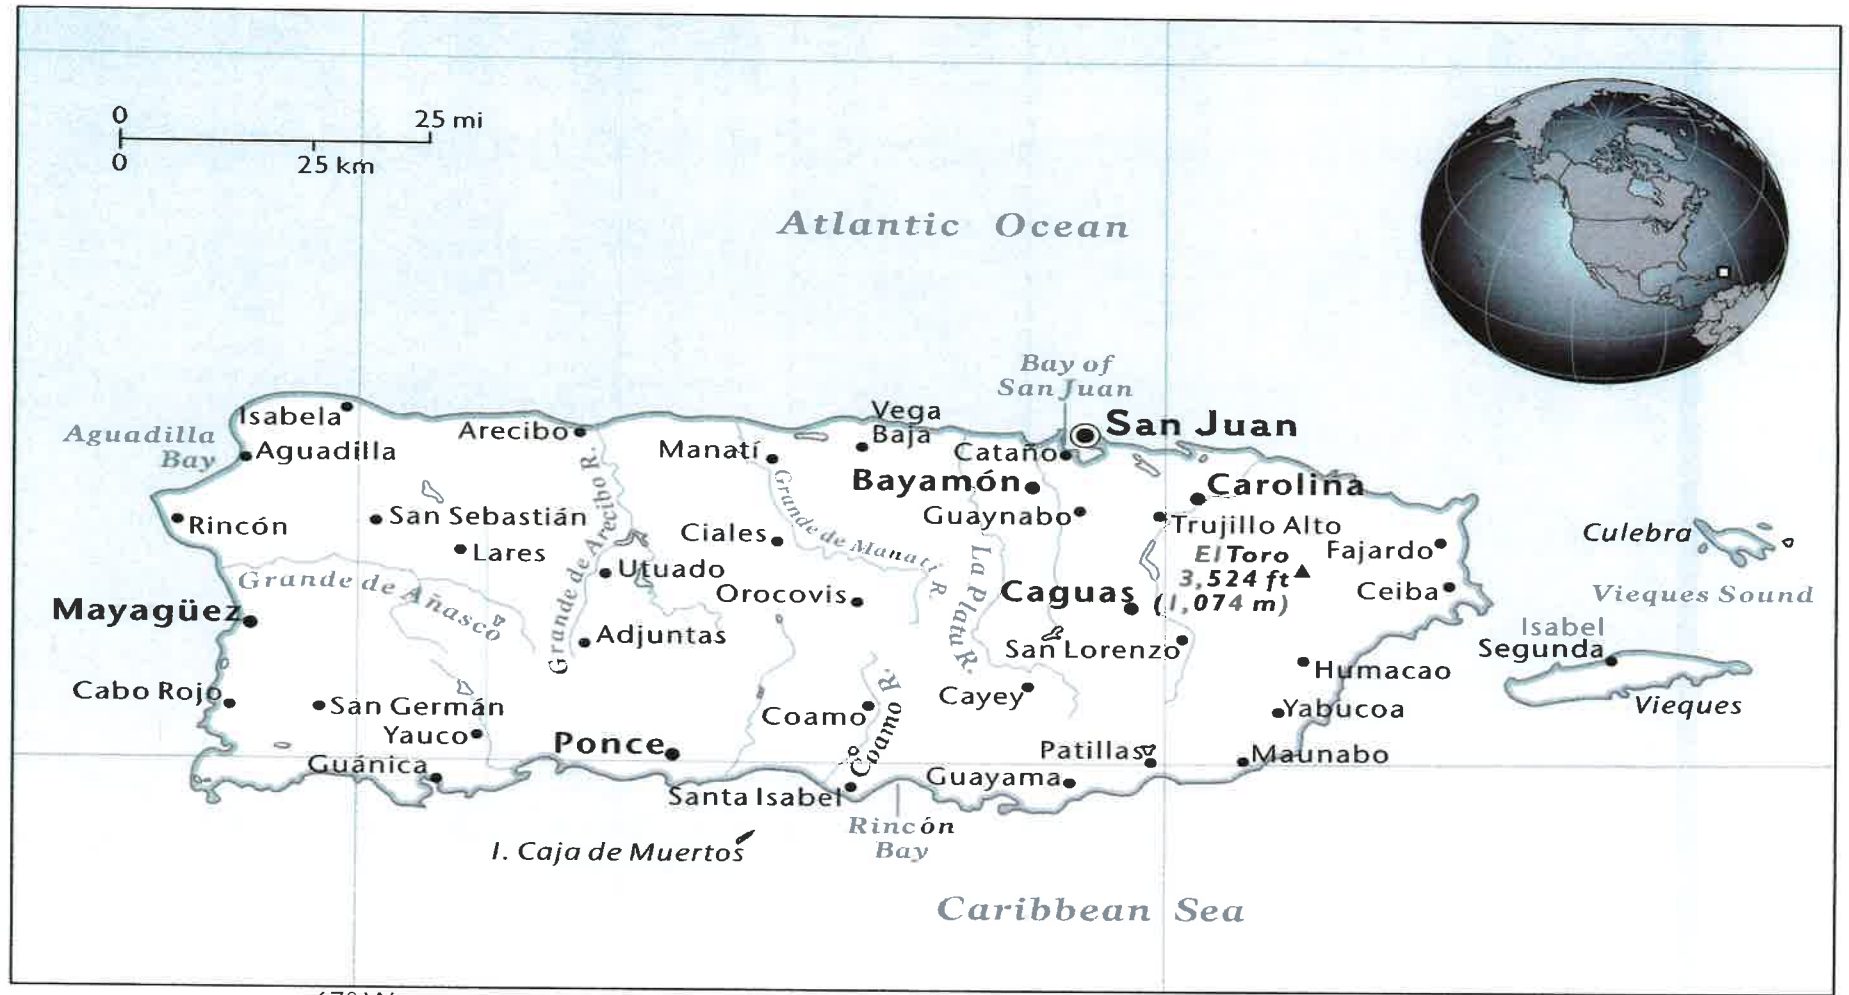 0
25 mi
0
25 km
Atlantic Ocean
Bay of
San Juan
Isabela
Aguadilla
Bay
Aguadilla
Arecibo
Manatí
Vega
Baja
Cataño
San Juan
Bayamón
Carolina
Rincón
San Sebastián
Lares
Grande de Arecibo R.
Ciales
Grande de Manatí R.
Guaynabo
Trujillo Alto
El Toro
3,524 ft
(1,074 m)
Fajardo
Ceiba
Culebra
Vieques Sound
Grande de Añasco
Utuado
Orocovis
La Plata R.
Caguas
Mayagüez
Adjuntas
San Lorenzo
Isabel
Segunda
Humacao
Vieques
Cabo Rojo
San Germán
Yauco
Coamo
Coamo R.
Cayey
Yabucoa
Guánica
Ponce
Patillas
Maunabo
Santa Isabel
Guayama
Rincón
Bay
I. Caja de Muertos
Caribbean Sea